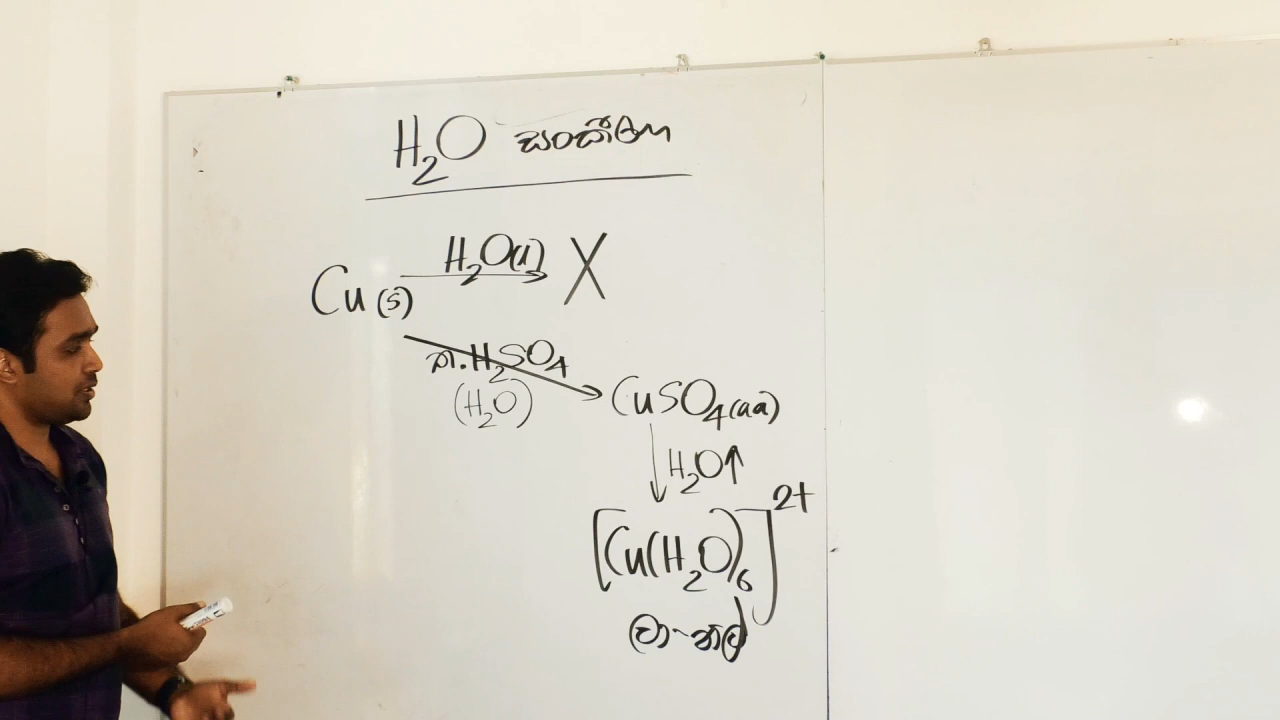 H₂O සංකීර්ණ
Cu(s) H₂O(l) → X
ත.H₂SO₄
(H₂O) → CuSO₄(aq)
↓ H₂O↑
[Cu(H₂O)₆]²⁺
ලා-නිල්